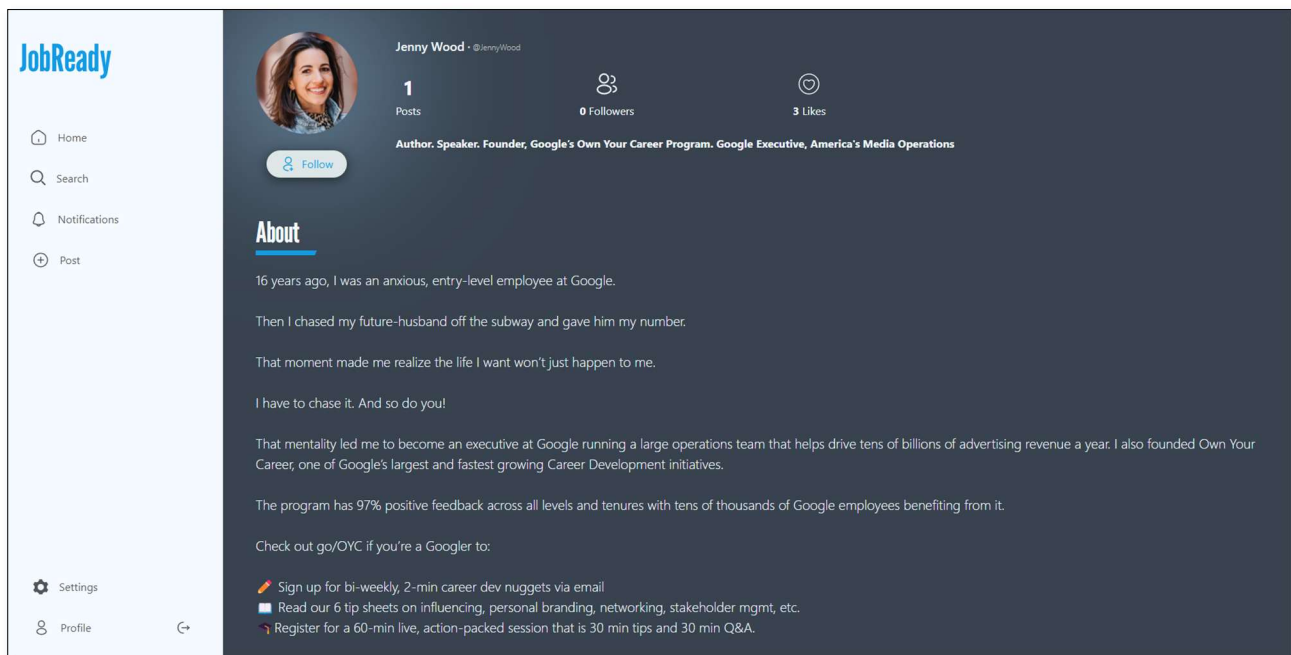 JobReady
Home
Search
Notifications
Post
Settings
Profile
Jenny Wood · @JennyWood
1
Posts
0 Followers
3 Likes
Follow
Author. Speaker. Founder, Google's Own Your Career Program. Google Executive, America's Media Operations
About
16 years ago, I was an anxious, entry-level employee at Google.
Then I chased my future-husband off the subway and gave him my number.
That moment made me realize the life I want won't just happen to me.
I have to chase it. And so do you!
That mentality led me to become an executive at Google running a large operations team that helps drive tens of billions of advertising revenue a year. I also founded Own Your
Career, one of Google's largest and fastest growing Career Development initiatives.
The program has 97% positive feedback across all levels and tenures with tens of thousands of Google employees benefiting from it.
Check out go/OYC if you're a Googler to:
✏️ Sign up for bi-weekly, 2-min career dev nuggets via email
📖 Read our 6 tip sheets on influencing, personal branding, networking, stakeholder mgmt, etc.
🎓Register for a 60-min live, action-packed session that is 30 min tips and 30 min Q&A.